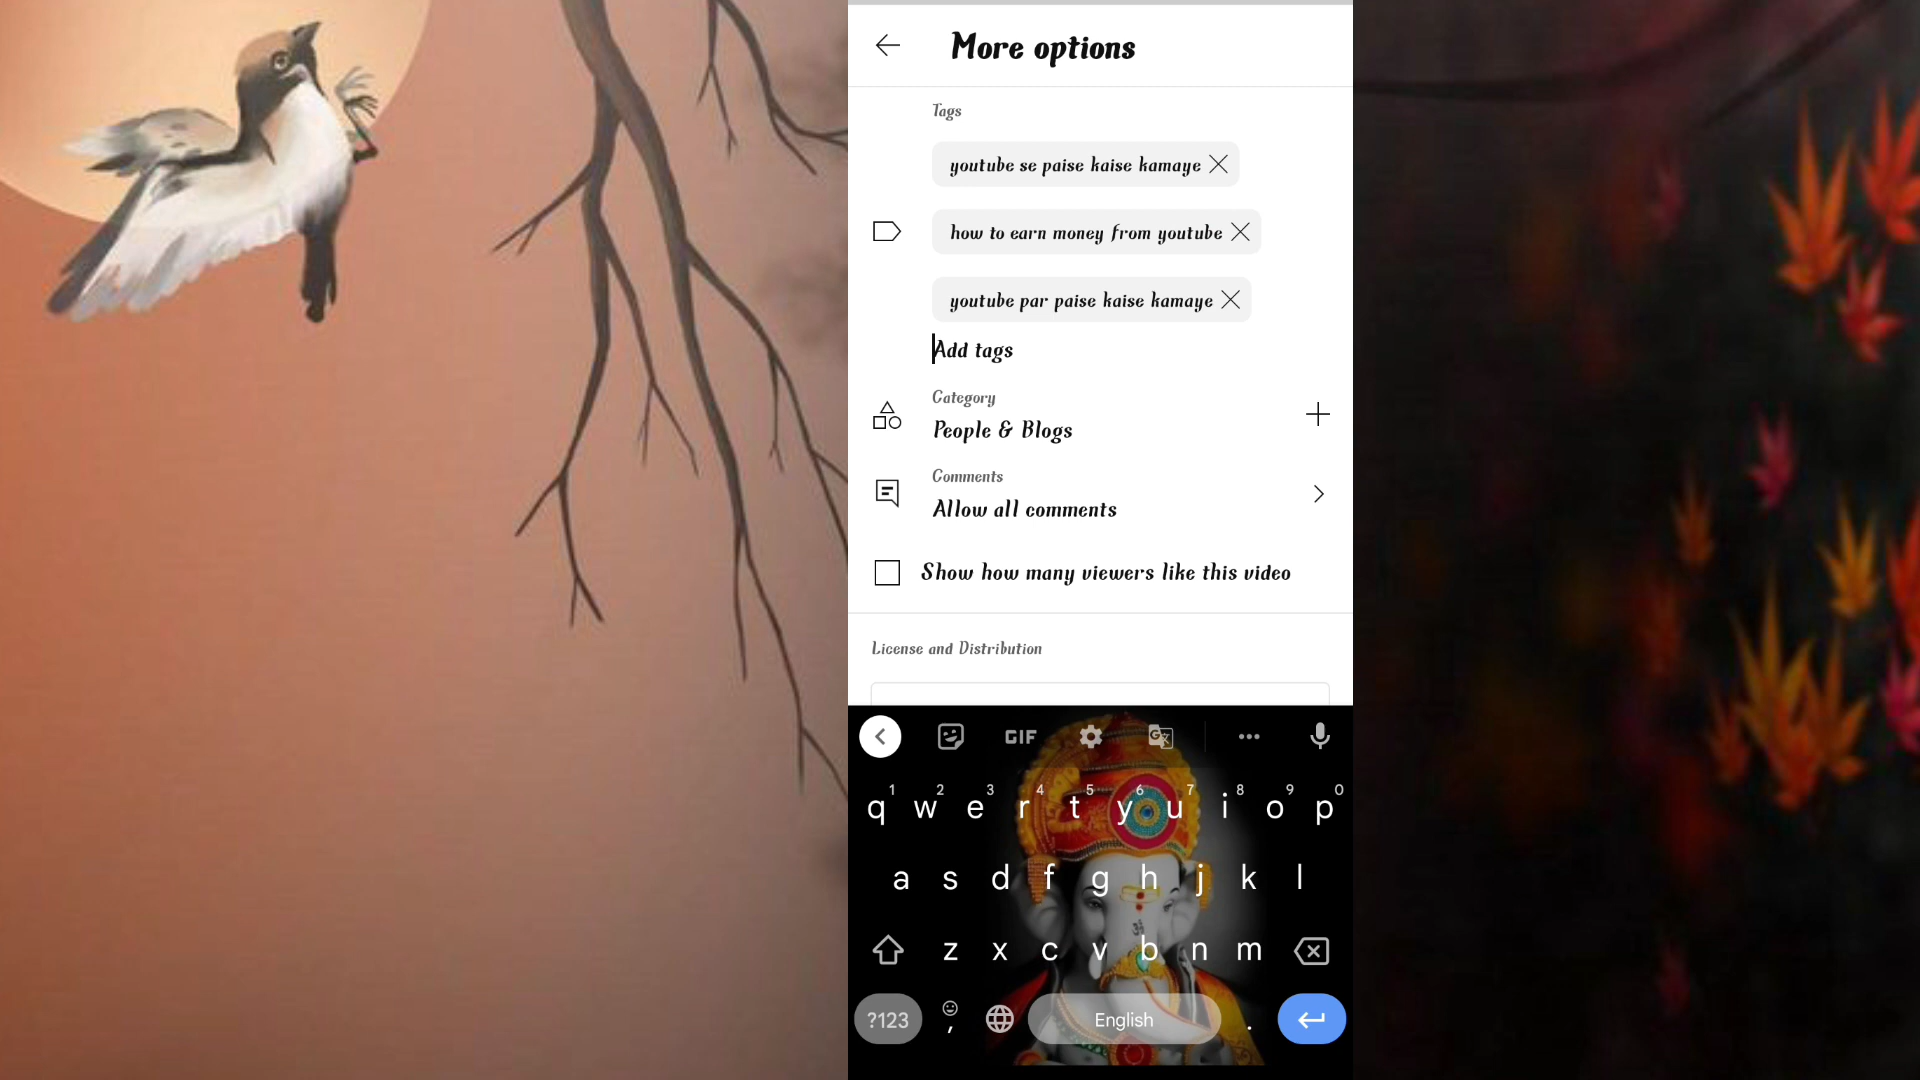 More options
Tags
youtube se paise kaise kamaye
how to earn money from youtube
youtube par paise kaise kamaye
Add tags
Category
People & Blogs
Comments
Allow all comments
Show how many viewers like this video
License and Distribution
GIF
1 2 3 4 5 6 7 8 9 0
q w e r t y u i o p
a s d f g h j k l
z x c v b n m
?123 , English .